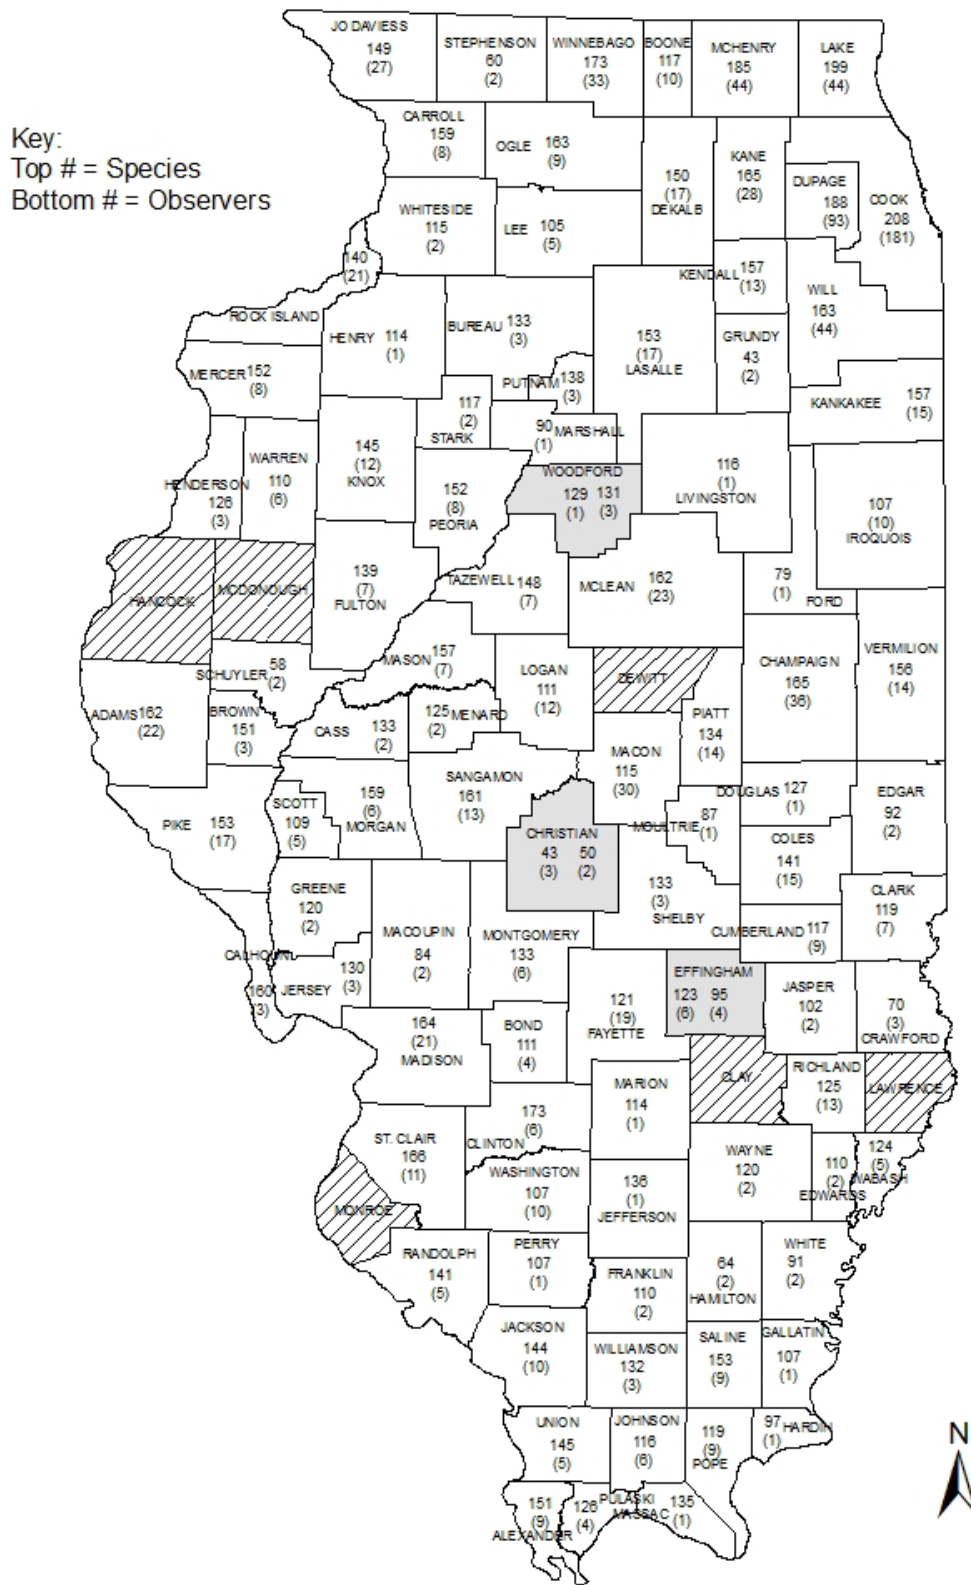 Key:
Top # = Species
Bottom # = Observers
JO DAVIESS
149
(27)
STEPHENSON
60
(2)
WINNEBAGO
173
(33)
BOONE
117
(10)
MCHENRY
185
(44)
LAKE
199
(44)
CARROLL
159
(8)
OGLE 163
(9)
150
(17)
DEKALB
KANE
165
(28)
DUPAGE
188
(93)
COOK
208
(181)
WHITESIDE
115
(2)
LEE 105
(5)
140
(21)
ROCK ISLAND
KENDALL 157
(13)
WILL
163
(44)
HENRY 114
(1)
BUREAU 133
(3)
153
(17)
LASALLE
GRUNDY
43
(2)
MERCER 152
(8)
PUTNAM 138
(3)
KANKAKEE 157
(15)
117
(2)
STARK
90 MARSHALL
(1)
145
(12)
KNOX
WARREN
110
(6)
HENDERSON
126
(3)
152
(8)
PEORIA
WOODFORD
129 131
(1) (3)
116
(1)
LIVINGSTON
107
(10)
IROQUOIS
HANCOCK
MCDONOUGH
139
(7)
FULTON
TAZEWELL 148
(7)
MCLEAN 162
(23)
79
(1)
FORD
SCHUYLER 58
(2)
MASON 157
(7)
LOGAN
111
(12)
DEWITT
CHAMPAIGN
165
(36)
VERMILION
156
(14)
ADAMS 162
(22)
BROWN
151
(3)
CASS 133
(2)
125 MENARD
(2)
PIATT
134
(14)
MACON
115
(30)
SANGAMON
161
(13)
159
(6)
MORGAN
SCOTT
109
(5)
PIKE 153
(17)
CHRISTIAN
43 50
(3) (2)
MOULTRIE 87
(1)
DOUGLAS 127
(1)
EDGAR
92
(2)
COLES
141
(15)
133
(3)
SHELBY
CUMBERLAND 117
(9)
CLARK
119
(7)
GREENE
120
(2)
MACOUPIN
84
(2)
MONTGOMERY
133
(6)
CALHOUN
160
(3)
JERSEY 130
(3)
121
(19)
FAYETTE
EFFINGHAM
123 95
(6) (4)
JASPER
102
(2)
70
(3)
CRAWFORD
164
(21)
MADISON
BOND
111
(4)
MARION
114
(1)
CLAY
RICHLAND
125
(13)
LAWRENCE
ST. CLAIR
166
(11)
173
(6)
CLINTON
WASHINGTON
107
(10)
136
(1)
JEFFERSON
WAYNE
120
(2)
110
(2)
EDWARDS
124
(5)
WABASH
MONROE
RANDOLPH
141
(5)
PERRY
107
(1)
FRANKLIN
110
(2)
64
(2)
HAMILTON
WHITE
91
(2)
JACKSON
144
(10)
WILLIAMSON
132
(3)
SALINE
153
(9)
GALLATIN
107
(1)
UNION
145
(5)
JOHNSON
116
(6)
119
(9)
POPE
97 HARDIN
(1)
151
(9)
ALEXANDER
126
(4)
PULASKI
MASSAC 135
(1)
N